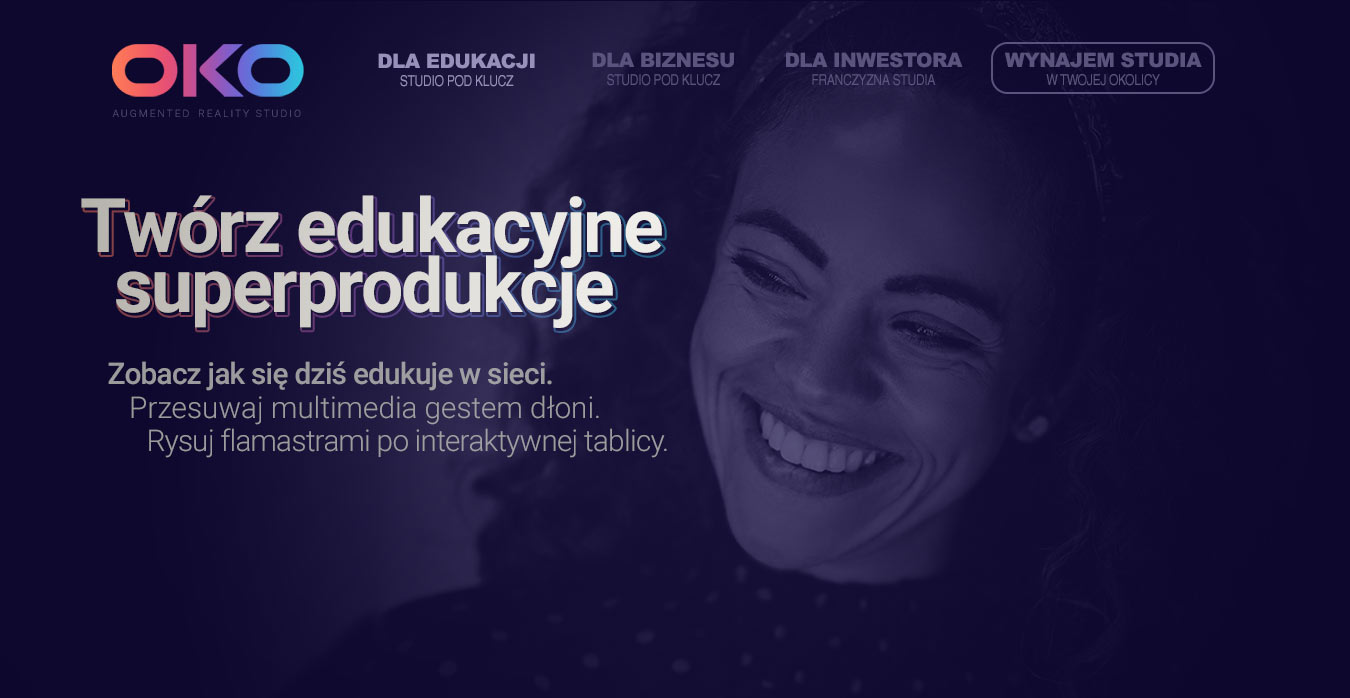 OKO
AUGMENTED REALITY STUDIO
DLA EDUKACJI
STUDIO POD KLUCZ
DLA BIZNESU
STUDIO POD KLUCZ
DLA INWESTORA
FRANCZYZNA STUDIA
WYNAJEM STUDIA
W TWOJEJ OKOLICY
Twórz edukacyjne
superprodukcje
Zobacz jak się dziś edukuje w sieci.
Przesuwaj multimedia gestem dłoni.
Rysuj flamastrami po interaktywnej tablicy.